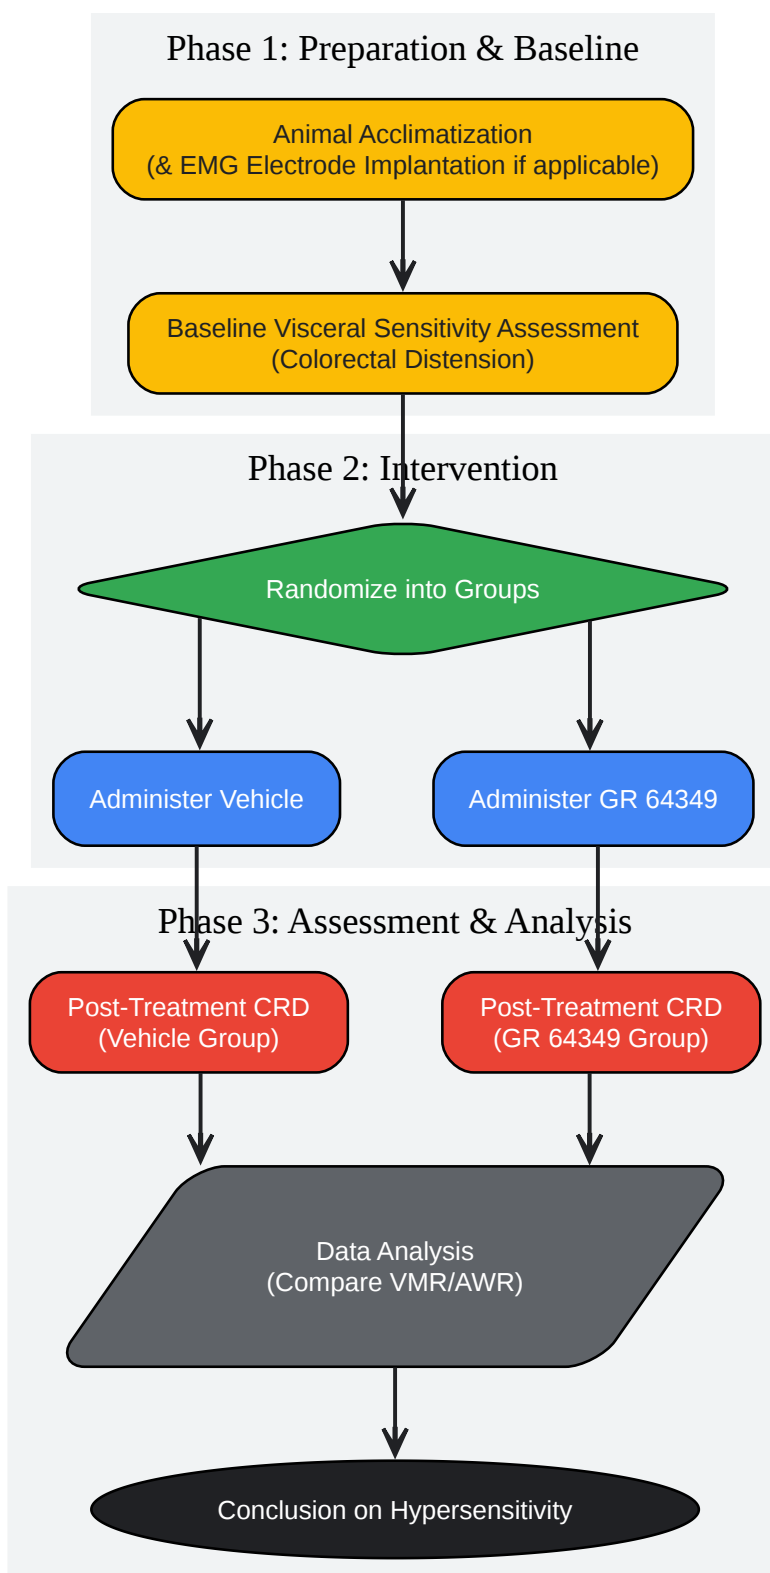 Phase 1: Preparation & Baseline
Animal Acclimatization
(& EMG Electrode Implantation if applicable)
Baseline Visceral Sensitivity Assessment
(Colorectal Distension)
Phase 2: Intervention
Randomize into Groups
Administer Vehicle
Administer GR 64349
Phase 3: Assessment & Analysis
Post-Treatment CRD
(Vehicle Group)
Post-Treatment CRD
(GR 64349 Group)
Data Analysis
(Compare VMR/AWR)
Conclusion on Hypersensitivity